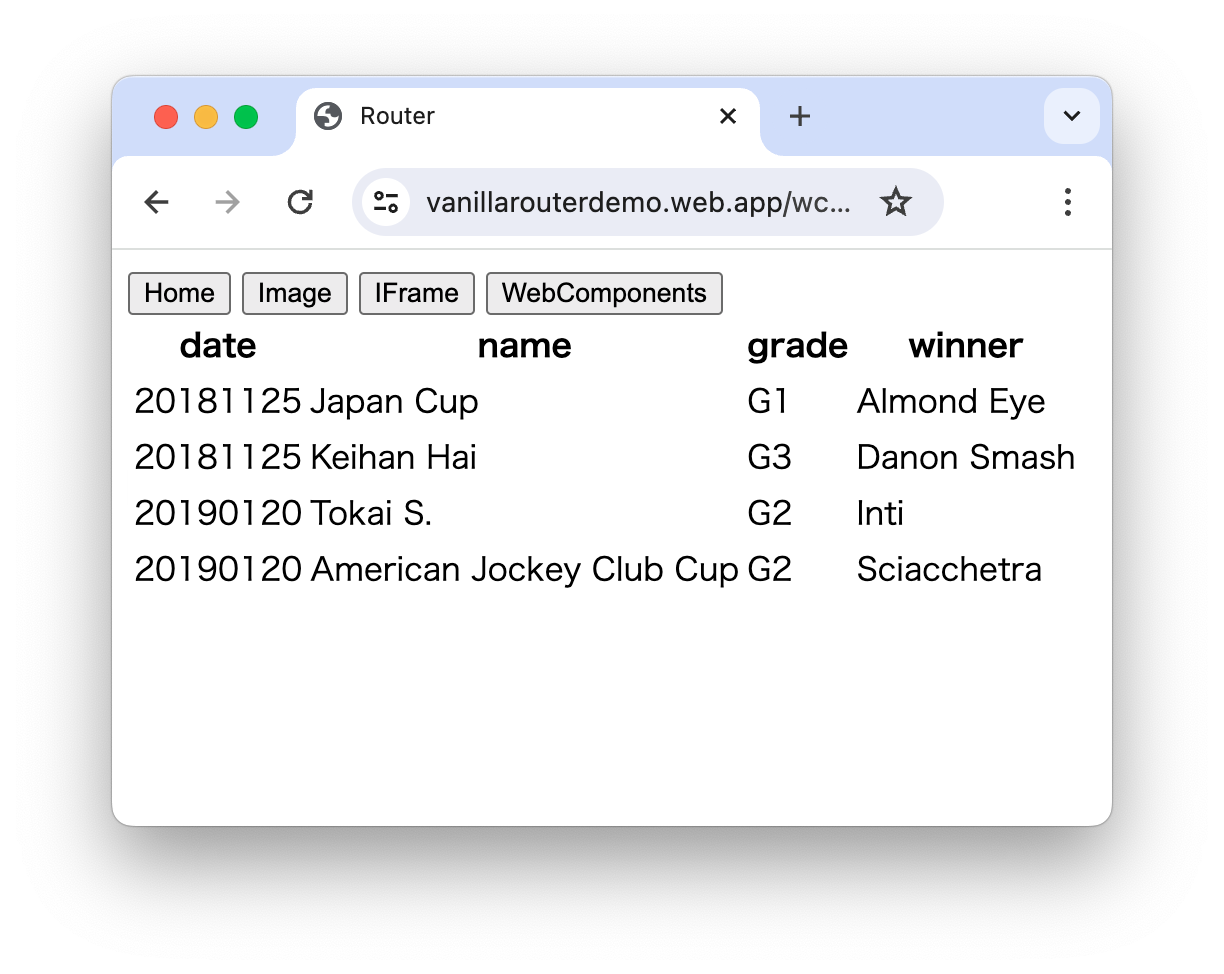 Router
vanillarouterdemo.web.app/wc...
Home Image IFrame WebComponents
date name grade winner
20181125 Japan Cup G1 Almond Eye
20181125 Keihan Hai G3 Danon Smash
20190120 Tokai S. G2 Inti
20190120 American Jockey Club Cup G2 Sciacchetra